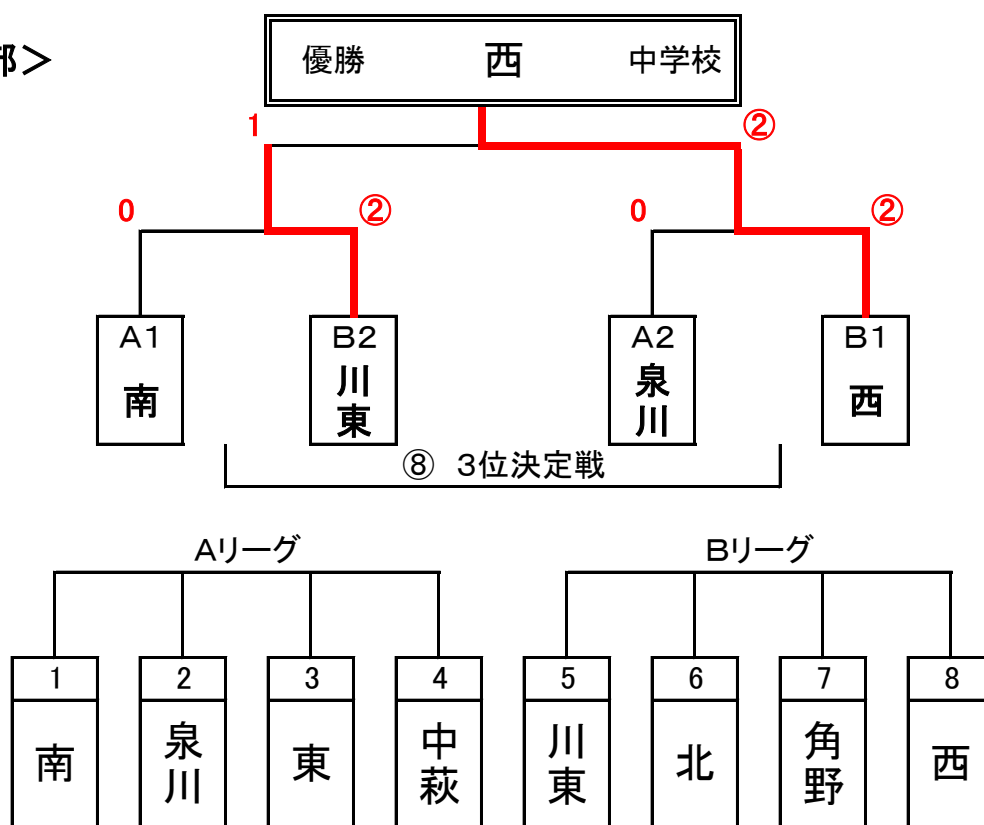 部＞
優勝 西 中学校
1 ②
0 ② 0 ②
A1 B2 A2 B1
南 川東 泉川 西
⑧ 3位決定戦
Aリーグ Bリーグ
1 2 3 4 5 6 7 8
南 泉川 東 中萩 川東 北 角野 西